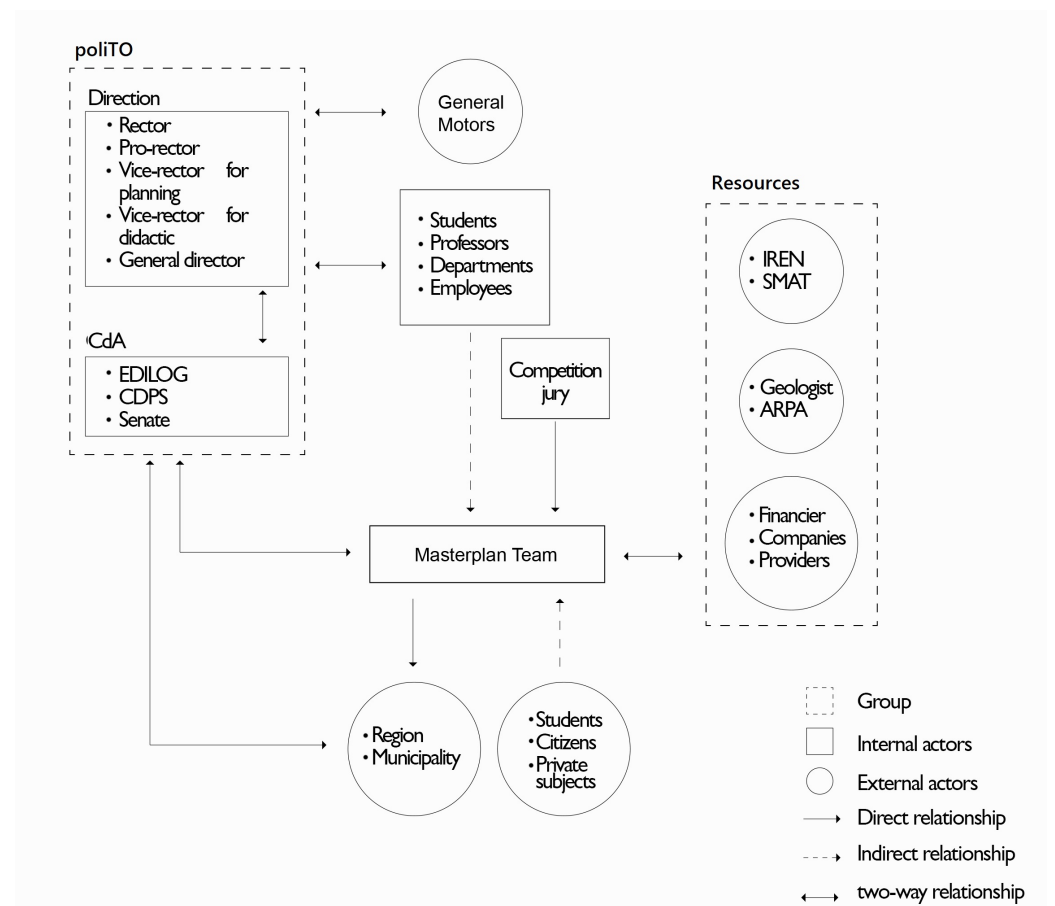 poliTO
Direction
• Rector
• Pro-rector
• Vice-rector for
planning
• Vice-rector for
didactic
• General director
CdA
• EDILOG
• CDPS
• Senate
General
Motors
• Students
• Professors
• Departments
• Employees
Competition
jury
Masterplan Team
Resources
• IREN
• SMAT
• Geologist
• ARPA
• Financier
• Companies
• Providers
• Region
• Municipality
• Students
• Citizens
• Private
subjects
Group
Internal actors
External actors
Direct relationship
Indirect relationship
two-way relationship